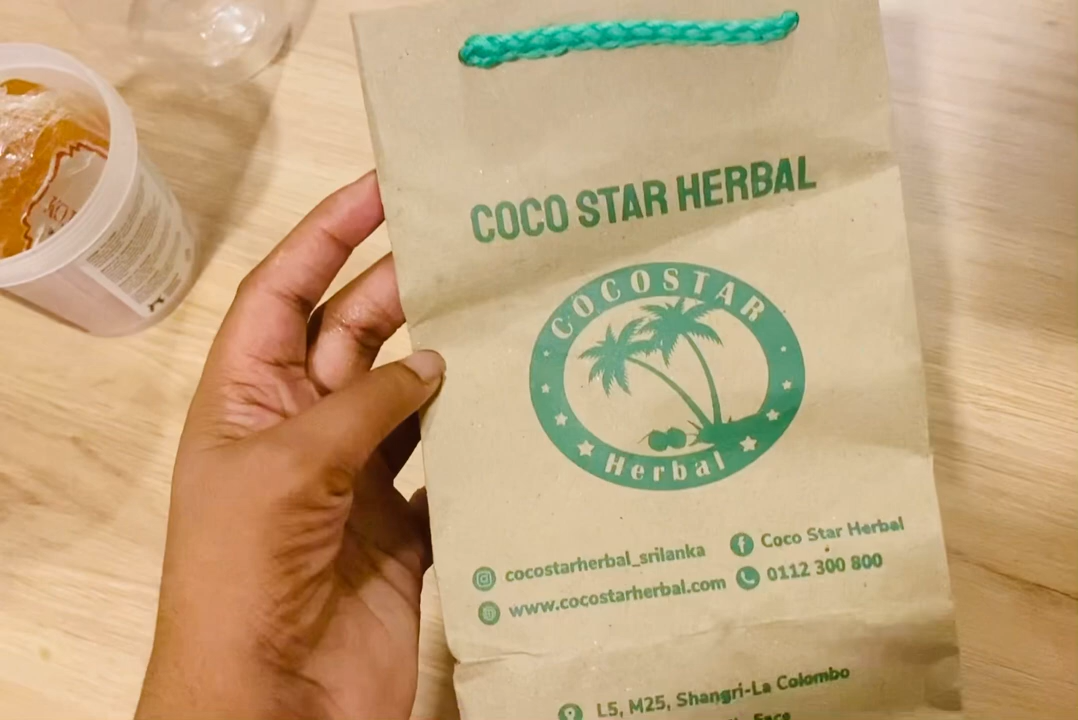 COCO STAR HERBAL
COCOSTAR
Herbal
cocostarherbal_srilanka
Coco Star Herbal
www.cocostarherbal.com
0112 300 800
L5, M25, Shangri-La Colombo
Face